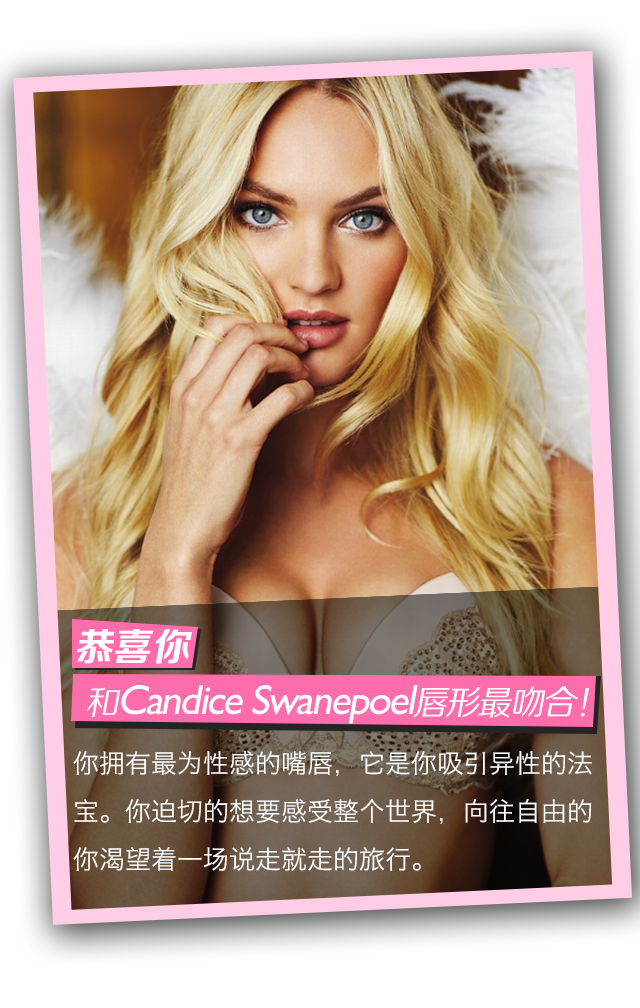 恭喜你
和Candice Swanepoel唇形最吻合!
你拥有最为性感的嘴唇，它是你吸引异性的法
宝。你迫切的想要感受整个世界，向往自由的
你渴望着一场说走就走的旅行。